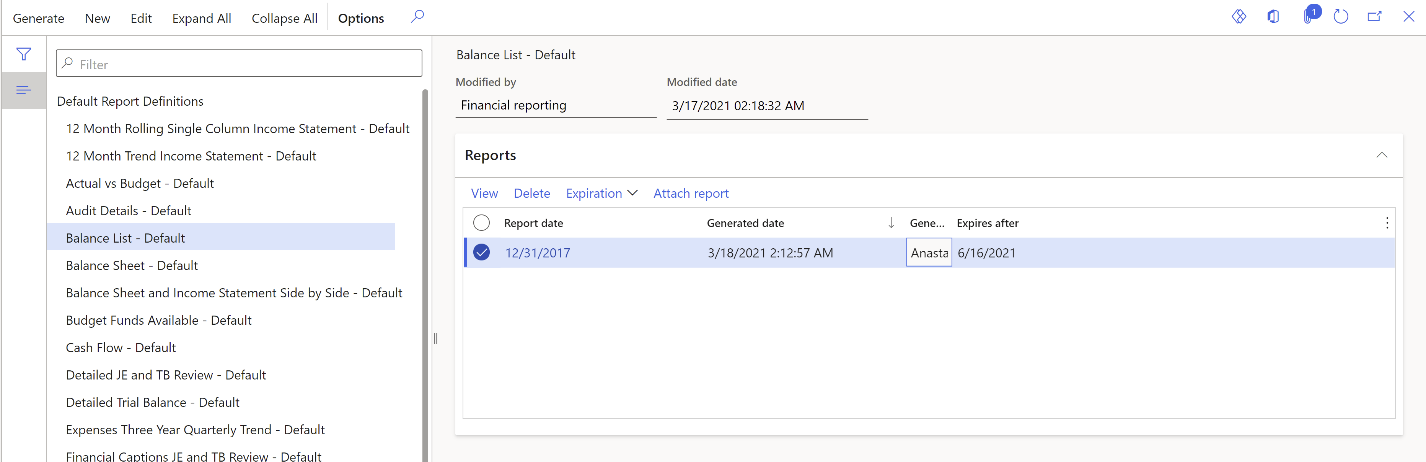 Generate New Edit Expand All Collapse All Options
1
Filter
Default Report Definitions
12 Month Rolling Single Column Income Statement - Default
12 Month Trend Income Statement - Default
Actual vs Budget - Default
Audit Details - Default
Balance List - Default
Balance Sheet - Default
Balance Sheet and Income Statement Side by Side - Default
Budget Funds Available - Default
Cash Flow - Default
Detailed JE and TB Review - Default
Detailed Trial Balance - Default
Expenses Three Year Quarterly Trend - Default
Financial Captions JE and TB Review - Default
Balance List - Default
Modified by Modified date
Financial reporting 3/17/2021 02:18:32 AM
Reports
View Delete Expiration Attach report
Report date Generated date Gene... Expires after
12/31/2017 3/18/2021 2:12:57 AM Anasta 6/16/2021